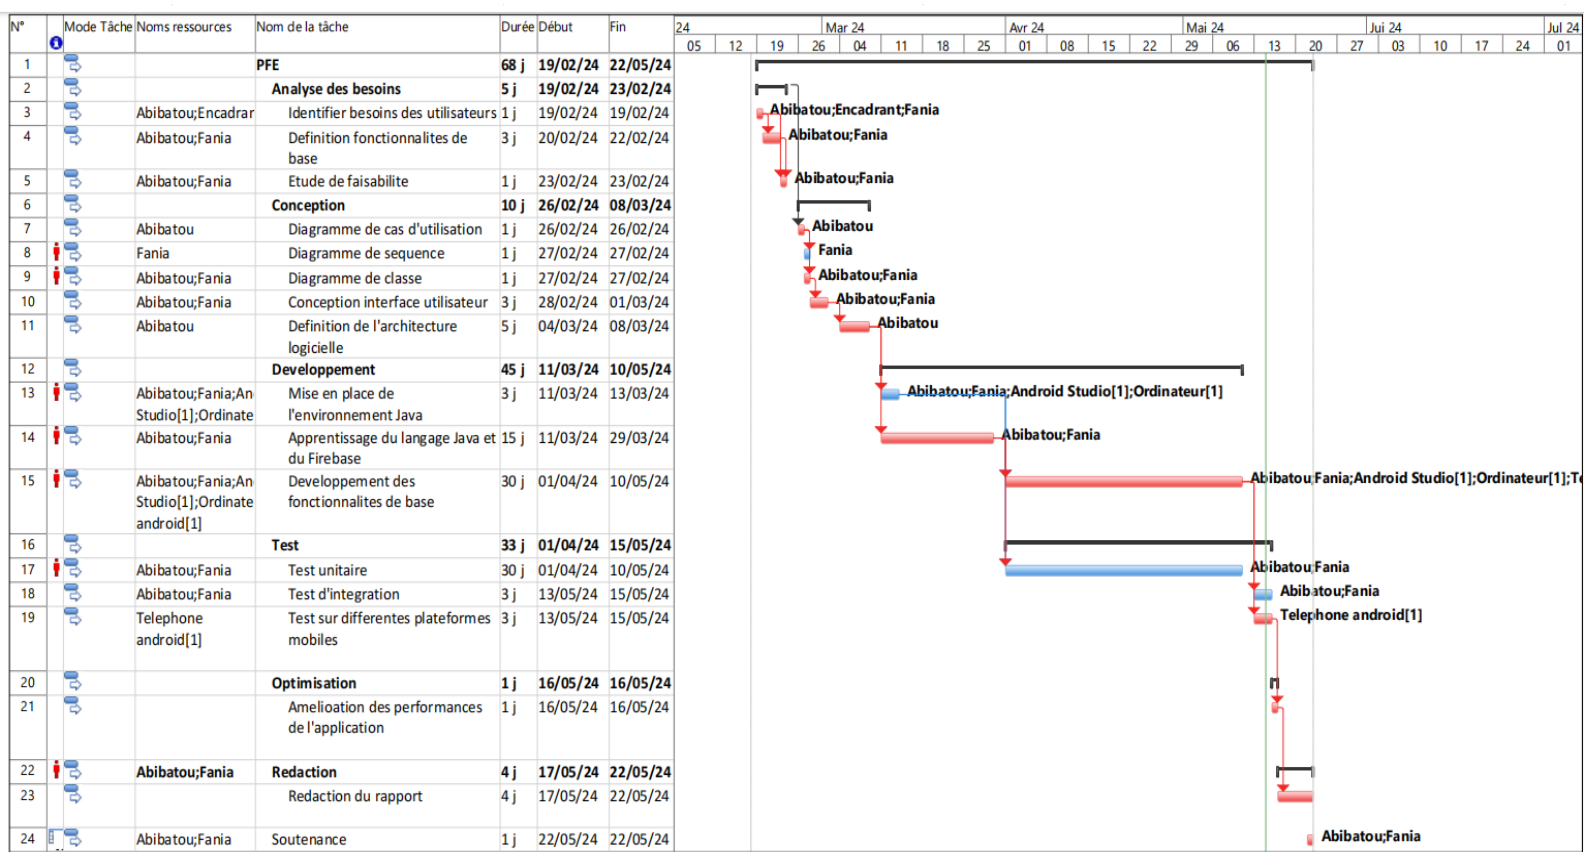 N° Mode Tâche Noms ressources Nom de la tâche Durée Début Fin
24 Mar 24 Avr 24 Mai 24 Jui 24 Jul 24
05 12 19 26 04 11 18 25 01 08 15 22 29 06 13 20 27 03 10 17 24 01
1 PFE 68 j 19/02/24 22/05/24
2 Analyse des besoins 5 j 19/02/24 23/02/24
3 Abibatou;Encadrar Identifier besoins des utilisateurs 1 j 19/02/24 19/02/24 Abibatou;Encadrant;Fania
4 Abibatou;Fania Definition fonctionnalites de 3 j 20/02/24 22/02/24 Abibatou;Fania
base
5 Abibatou;Fania Etude de faisabilite 1 j 23/02/24 23/02/24 Abibatou;Fania
6 Conception 10 j 26/02/24 08/03/24
7 Abibatou Diagramme de cas d'utilisation 1 j 26/02/24 26/02/24 Abibatou
8 Fania Diagramme de sequence 1 j 27/02/24 27/02/24 Fania
9 Abibatou;Fania Diagramme de classe 1 j 27/02/24 27/02/24 Abibatou;Fania
10 Abibatou;Fania Conception interface utilisateur 3 j 28/02/24 01/03/24 Abibatou;Fania
11 Abibatou Definition de l'architecture 5 j 04/03/24 08/03/24 Abibatou
logicielle
12 Developpement 45 j 11/03/24 10/05/24
13 Abibatou;Fania;An Mise en place de 3 j 11/03/24 13/03/24 Abibatou;Fania;Android Studio[1];Ordinateur[1]
Studio[1];Ordinate l'environnement Java
14 Abibatou;Fania Apprentissage du langage Java et 15 j 11/03/24 29/03/24 Abibatou;Fania
du Firebase
15 Abibatou;Fania;An Developpement des 30 j 01/04/24 10/05/24 Abibatou;Fania;Android Studio[1];Ordinateur[1];Te
Studio[1];Ordinate fonctionnalites de base
android[1]
16 Test 33 j 01/04/24 15/05/24
17 Abibatou;Fania Test unitaire 30 j 01/04/24 10/05/24 Abibatou;Fania
18 Abibatou;Fania Test d'integration 3 j 13/05/24 15/05/24 Abibatou;Fania
19 Telephone Test sur differentes plateformes 3 j 13/05/24 15/05/24 Telephone android[1]
android[1] mobiles
20 Optimisation 1 j 16/05/24 16/05/24
21 Amelioation des performances 1 j 16/05/24 16/05/24
de l'application
22 Abibatou;Fania Redaction 4 j 17/05/24 22/05/24
23 Redaction du rapport 4 j 17/05/24 22/05/24
24 Abibatou;Fania Soutenance 1 j 22/05/24 22/05/24 Abibatou;Fania